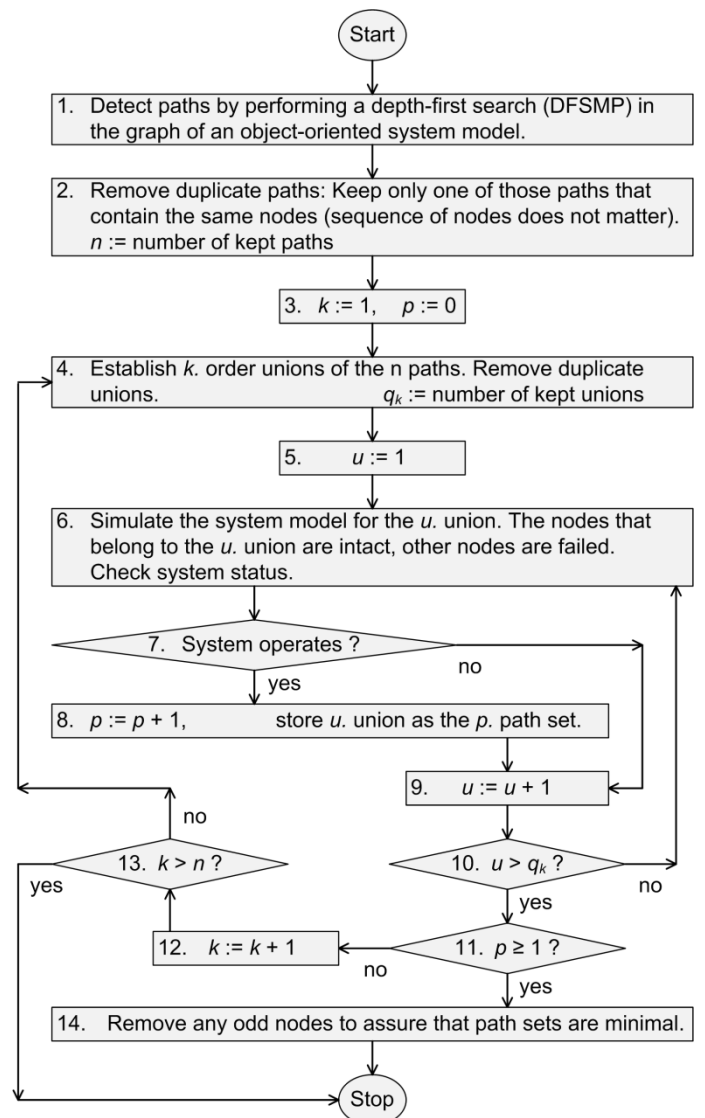 Start
1. Detect paths by performing a depth-first search (DFSMP) in
the graph of an object-oriented system model.
2. Remove duplicate paths: Keep only one of those paths that
contain the same nodes (sequence of nodes does not matter).
n := number of kept paths
3. k := 1, p := 0
4. Establish k. order unions of the n paths. Remove duplicate
unions. qₖ := number of kept unions
5. u := 1
6. Simulate the system model for the u. union. The nodes that
belong to the u. union are intact, other nodes are failed.
Check system status.
7. System operates ?
no
yes
8. p := p + 1, store u. union as the p. path set.
9. u := u + 1
no
13. k > n ?
10. u > qₖ ?
yes
no
yes
12. k := k + 1
11. p ≥ 1 ?
no
yes
14. Remove any odd nodes to assure that path sets are minimal.
Stop